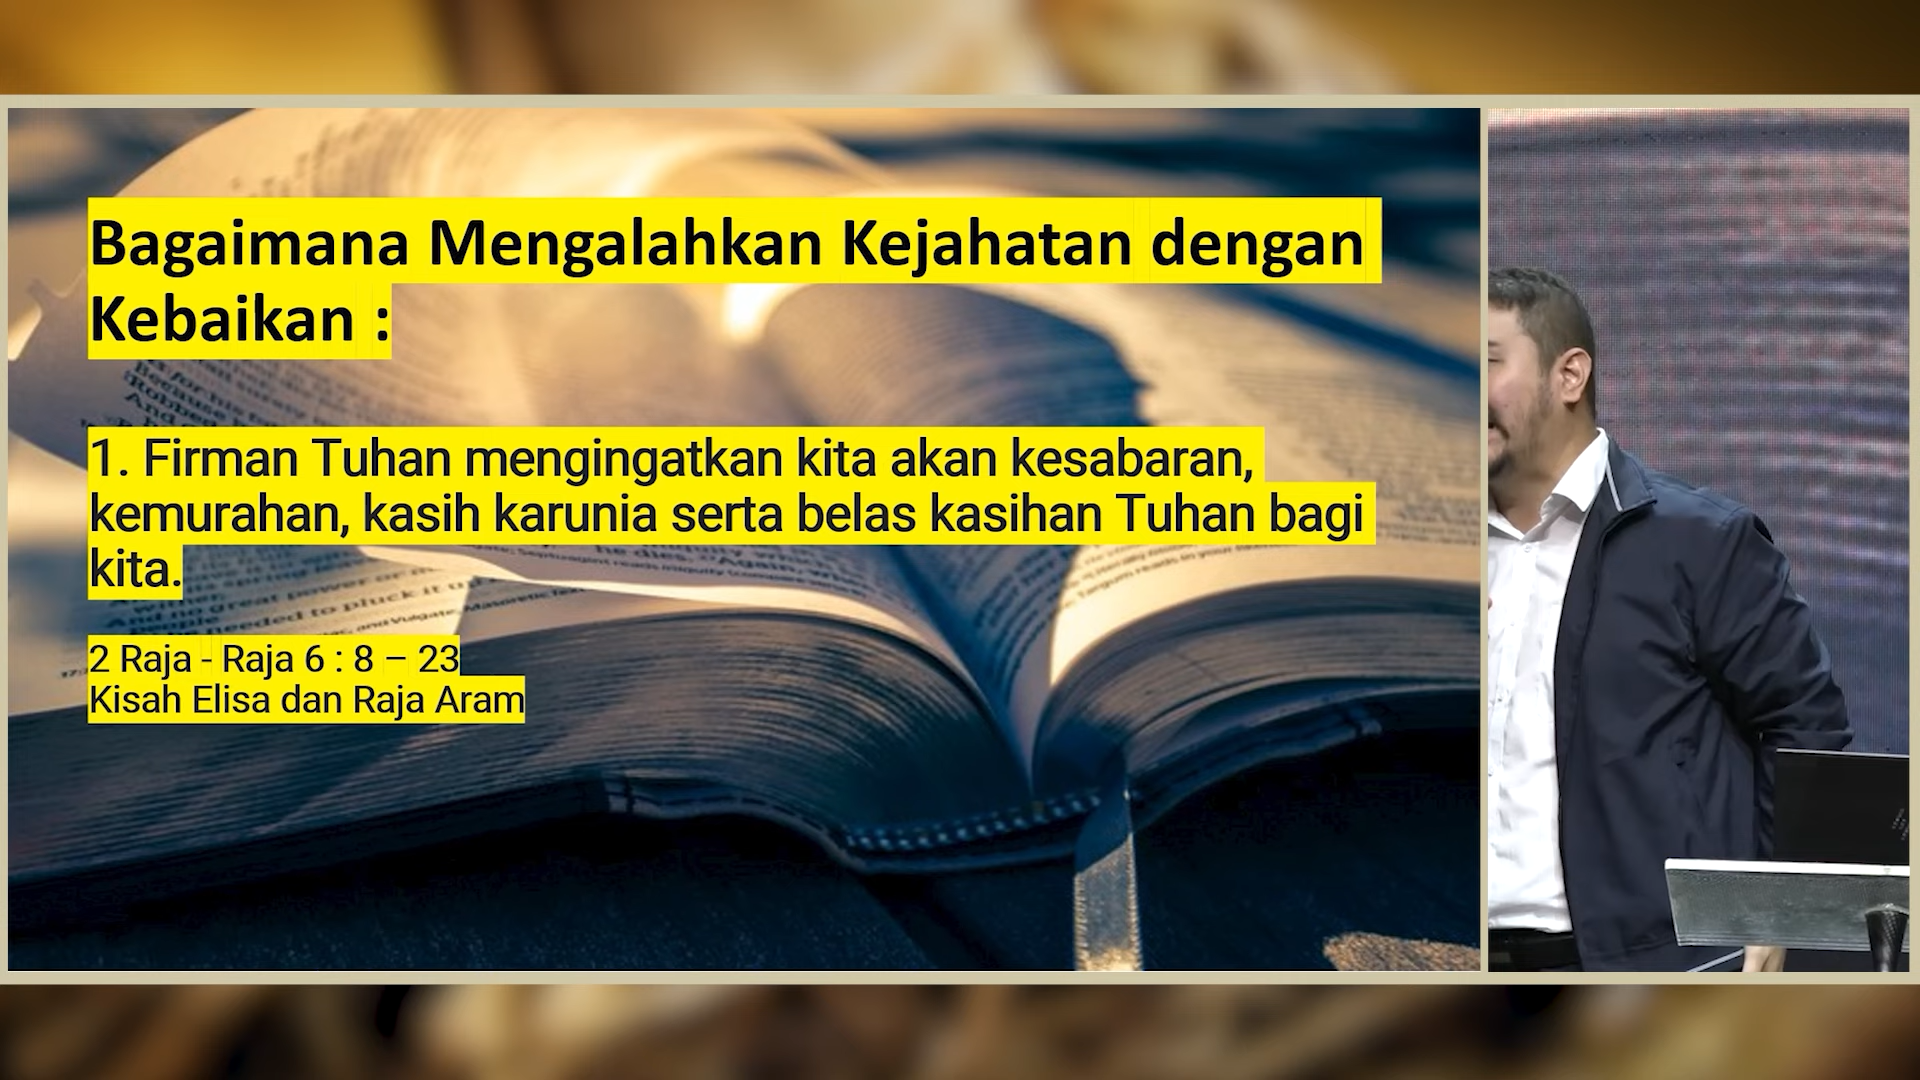 Bagaimana Mengalahkan Kejahatan dengan
Kebaikan :
1. Firman Tuhan mengingatkan kita akan kesabaran,
kemurahan, kasih karunia serta belas kasihan Tuhan bagi
kita.
2 Raja - Raja 6 : 8 – 23
Kisah Elisa dan Raja Aram